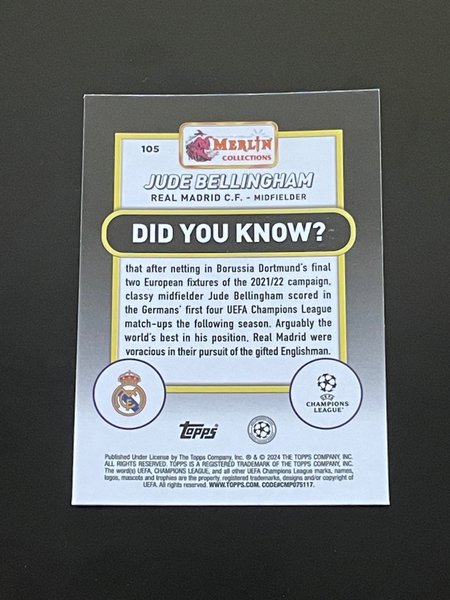 105
MERLIN
COLLECTIONS
JUDE BELLINGHAM
REAL MADRID C.F. - MIDFIELDER
DID YOU KNOW?
that after netting in Borussia Dortmund's final
two European fixtures of the 2021/22 campaign,
classy midfielder Jude Bellingham scored in
the Germans' first four UEFA Champions League
match-ups the following season. Arguably the
world's best in his position, Real Madrid were
voracious in their pursuit of the gifted Englishman.
UEFA
CHAMPIONS
LEAGUE
topps
Published Under License by The Topps Company, Inc. ® & © 2024 THE TOPPS COMPANY, INC.
ALL RIGHTS RESERVED. TOPPS IS A REGISTERED TRADEMARK OF THE TOPPS COMPANY, INC.
The word(s) UEFA, CHAMPIONS LEAGUE, and all other UEFA Champions League marks, names,
logos, mascots and trophies are the property, registered trademarks, designs and/or copyright of
UEFA. All rights reserved. WWW.TOPPS.COM. CODE#CMP075117.